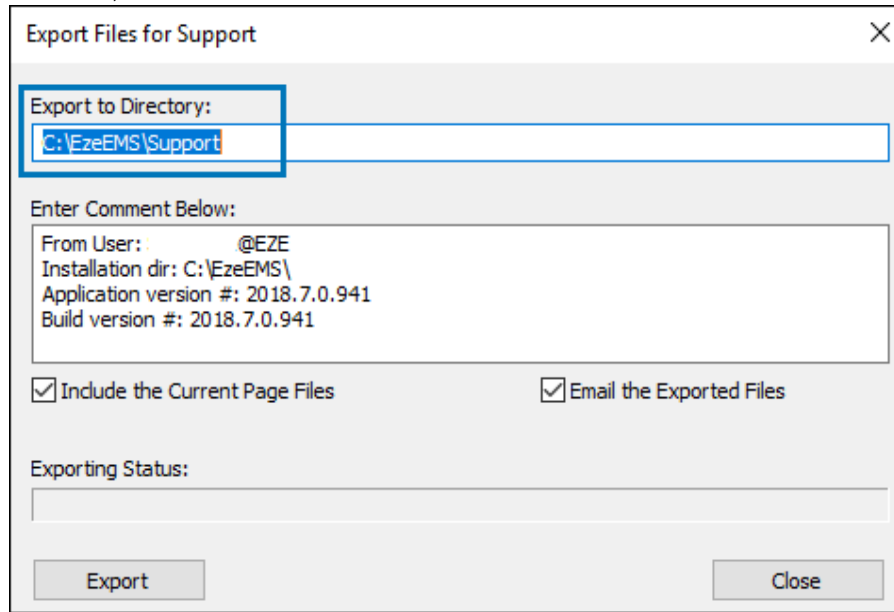 Export Files for Support
Export to Directory:
C:\EzeEMS\Support
Enter Comment Below:
From User: @EZE
Installation dir: C:\EzeEMS\
Application version #: 2018.7.0.941
Build version #: 2018.7.0.941
Include the Current Page Files
Email the Exported Files
Exporting Status:
Export
Close